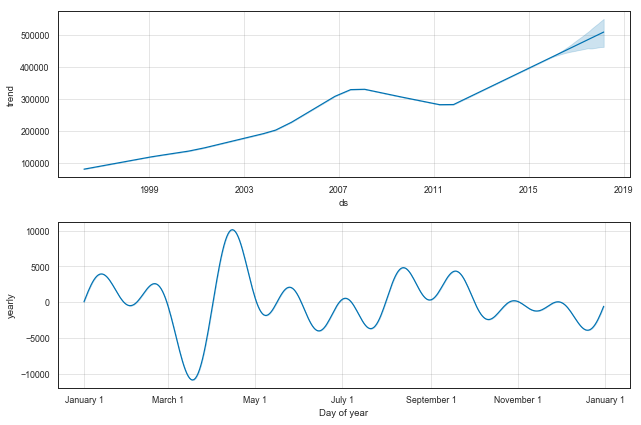 500000
400000
300000
200000
100000
trend
1999 2003 2007 2011 2015 2019
ds
10000
5000
0
−5000
−10000
yearly
January 1 March 1 May 1 July 1 September 1 November 1 January 1
Day of year